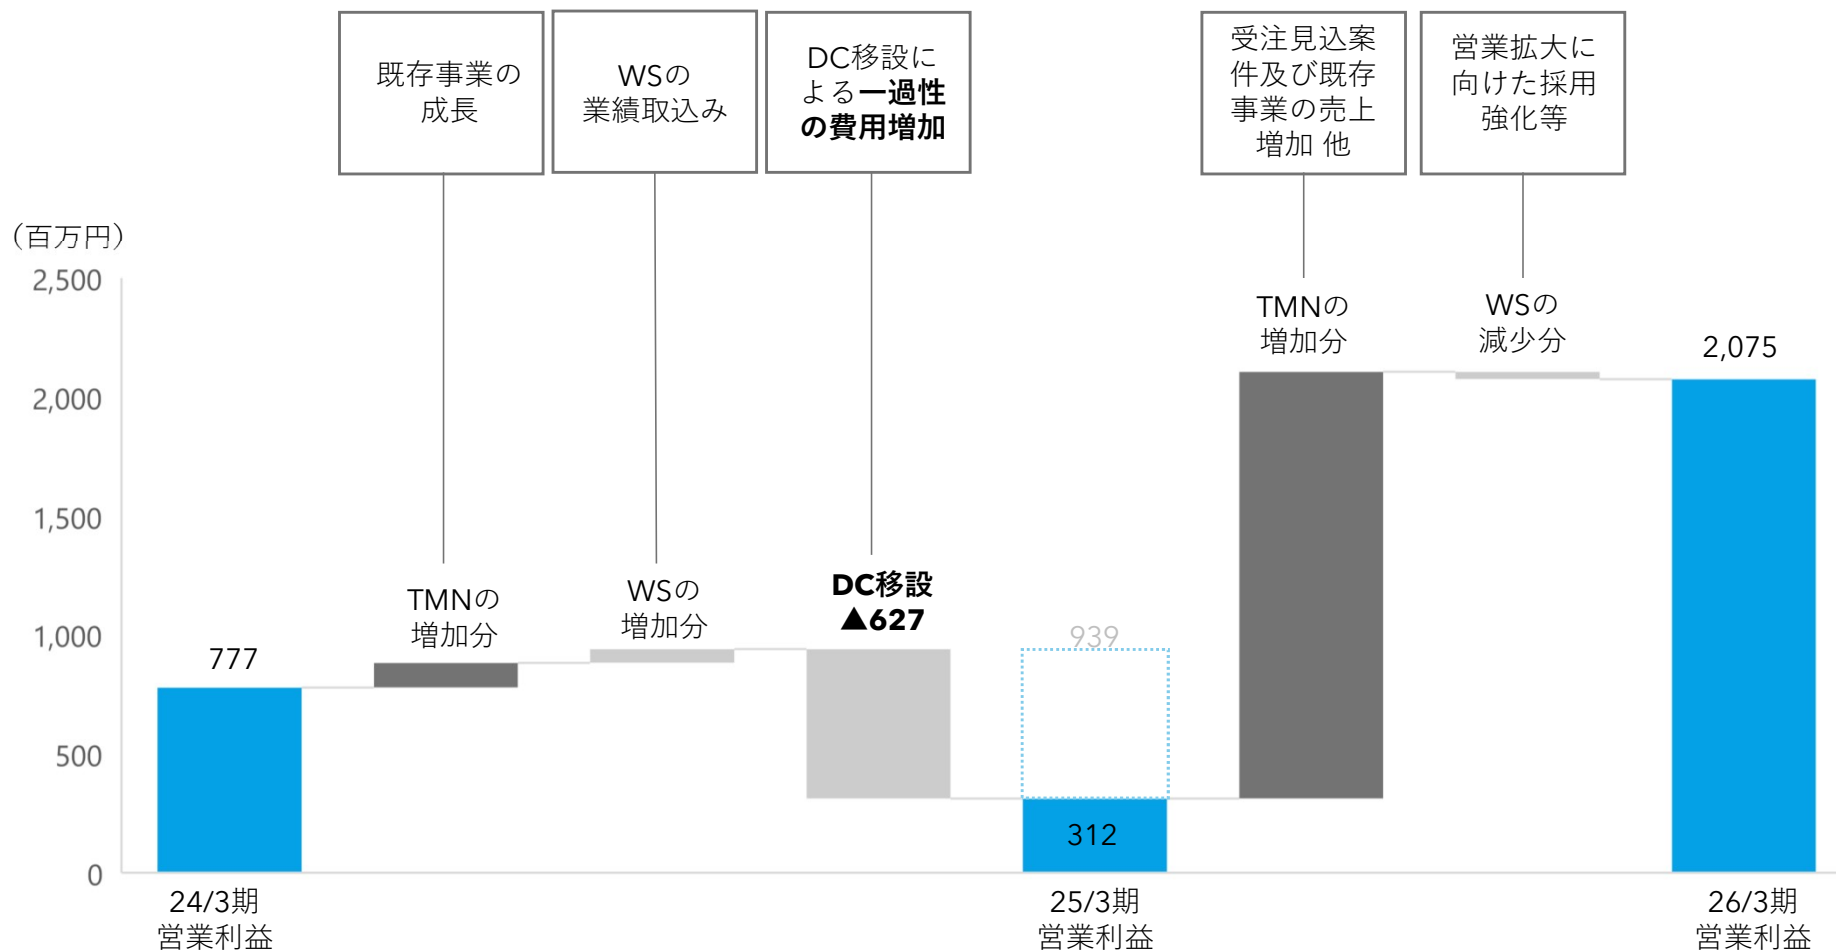 既存事業の
成長
WSの
業績取込み
DC移設に
よる一過性
の費用増加
受注見込案
件及び既存
事業の売上
増加 他
営業拡大に
向けた採用
強化等
（百万円）
2,500
2,000
1,500
1,000
500
0
777
TMNの
増加分
WSの
増加分
DC移設
▲627
939
312
TMNの
増加分
WSの
減少分
2,075
24/3期
営業利益
25/3期
営業利益
26/3期
営業利益